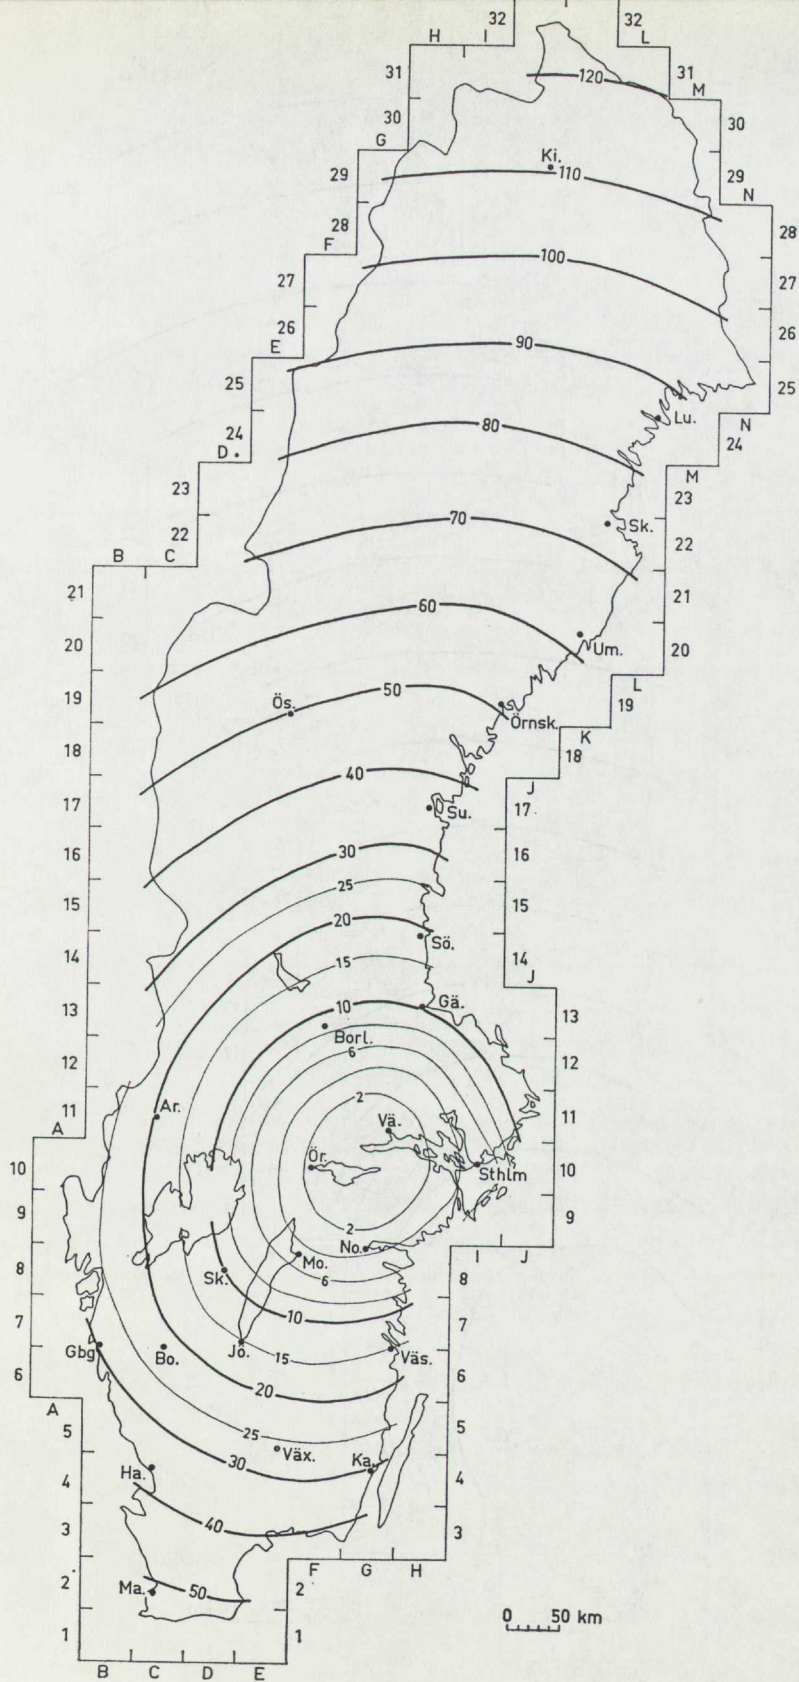 32 32
H I L
31 31
120
M
30 30
G
Ki.
29 29
110
N
28 28
F
100
27 27
26 26
E
90
25 25
Lu.
80
24 N
D. 24
M
23 23
70
Sk.
22 22
B C
21 21
60
20 Um. 20
L
19 Ös. 50 19
Örnsk.
K
18 18
40
J
17 Su. 17
16 30 16
25
15 15
20
Sö.
14 15 14
J
13 10 Gä. 13
Borl.
6
12 12
2
11 Ar. 11
A Vä.
Ör.
10 Sthlm 10
9 2 9
No.
Mo. I J
8 Sk. 6 8
10
7 7
Gbg Bo. Jö. 15 Väs.
6 20 6
A
5 25 5
Väx.
30 Ka.
4 Ha. 4
3 40 3
F G H
2 Ma. 50 2
0 50 km
1 1
B C D E